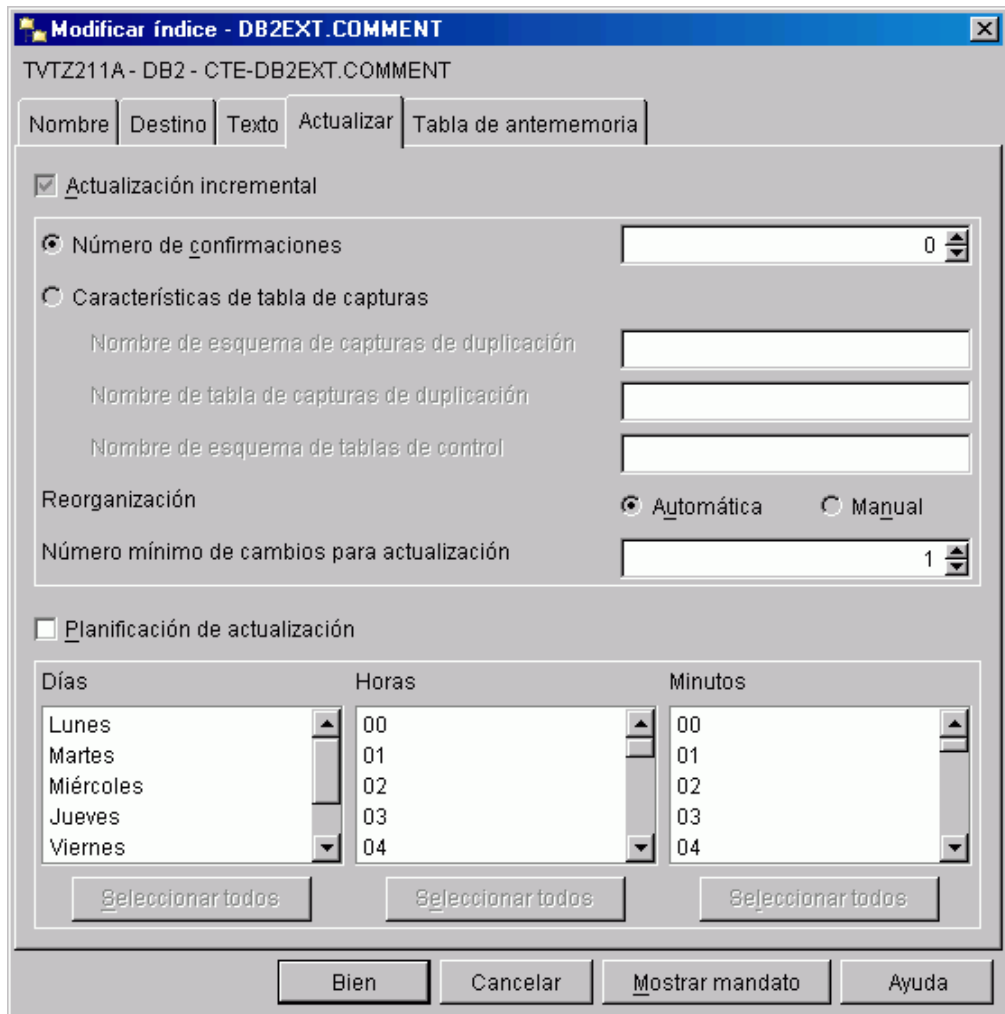 Modificar índice - DB2EXT.COMMENT
TVTZ211A - DB2 - CTE-DB2EXT.COMMENT
Nombre Destino Texto Actualizar Tabla de antememoria
Actualización incremental
Número de confirmaciones 0
Características de tabla de capturas
Nombre de esquema de capturas de duplicación
Nombre de tabla de capturas de duplicación
Nombre de esquema de tablas de control
Reorganización Automática Manual
Número mínimo de cambios para actualización 1
Planificación de actualización
Días Horas Minutos
Lunes 00 00
Martes 01 01
Miércoles 02 02
Jueves 03 03
Viernes 04 04
Seleccionar todos Seleccionar todos Seleccionar todos
Bien Cancelar Mostrar mandato Ayuda